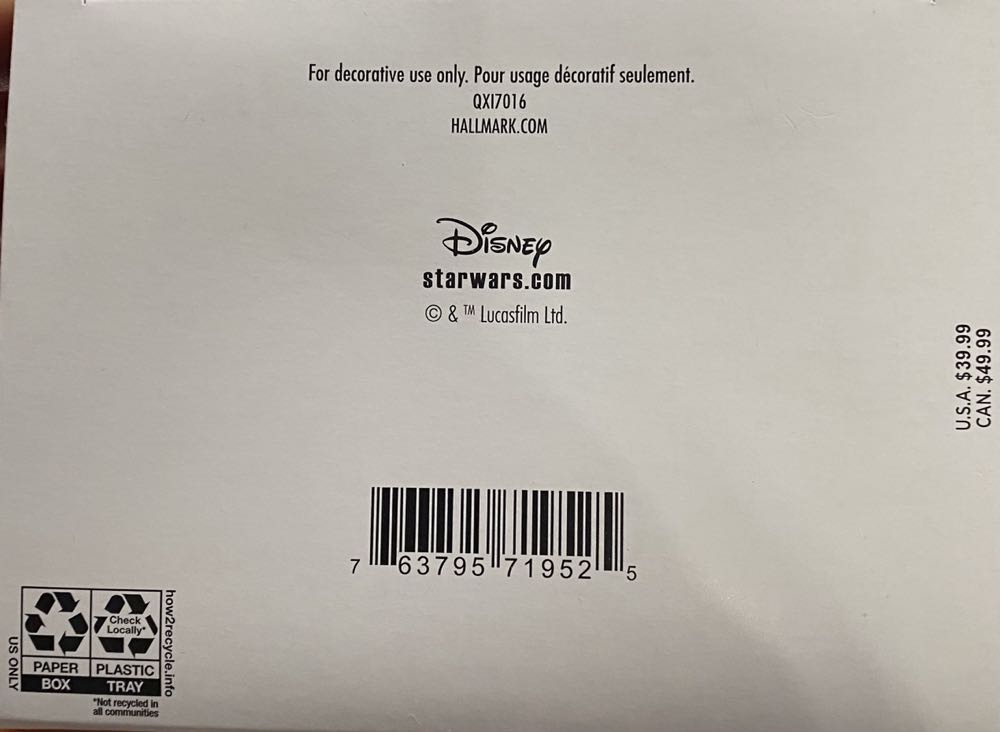 For decorative use only. Pour usage décoratif seulement.
QXI7016
HALLMARK.COM
Disney
starwars.com
© & ™ Lucasfilm Ltd.
U.S.A. $39.99
CAN. $49.99
7 63795 71952 5
US ONLY
Check
Locally*
PAPER
BOX
PLASTIC
TRAY
*Not recycled in
all communities
how2recycle.info